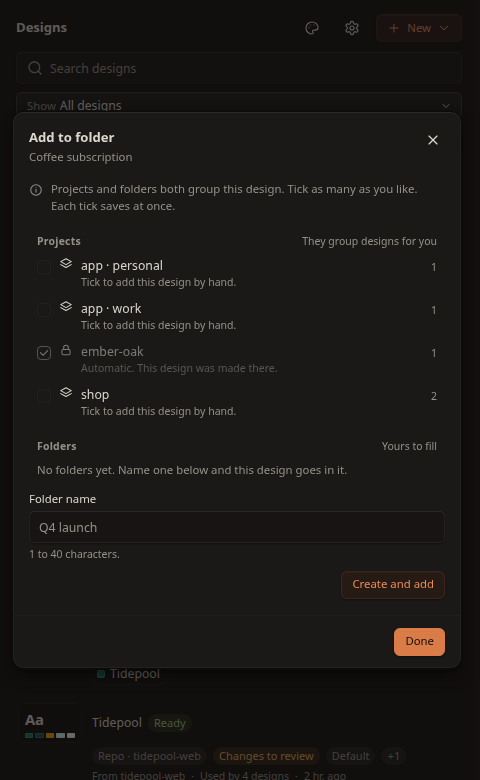 Designs
New
Search designs
Show All designs
Add to folder
Coffee subscription
Projects and folders both group this design. Tick as many as you like.
Each tick saves at once.
Projects They group designs for you
app · personal 1
Tick to add this design by hand.
app · work 1
Tick to add this design by hand.
ember-oak 1
Automatic. This design was made there.
shop 2
Tick to add this design by hand.
Folders Yours to fill
No folders yet. Name one below and this design goes in it.
Folder name
Q4 launch
1 to 40 characters.
Create and add
Done
Tidepool
Aa
Tidepool Ready
Repo · tidepool-web Changes to review Default +1
From tidepool-web · Used by 4 designs · 2 hr. ago